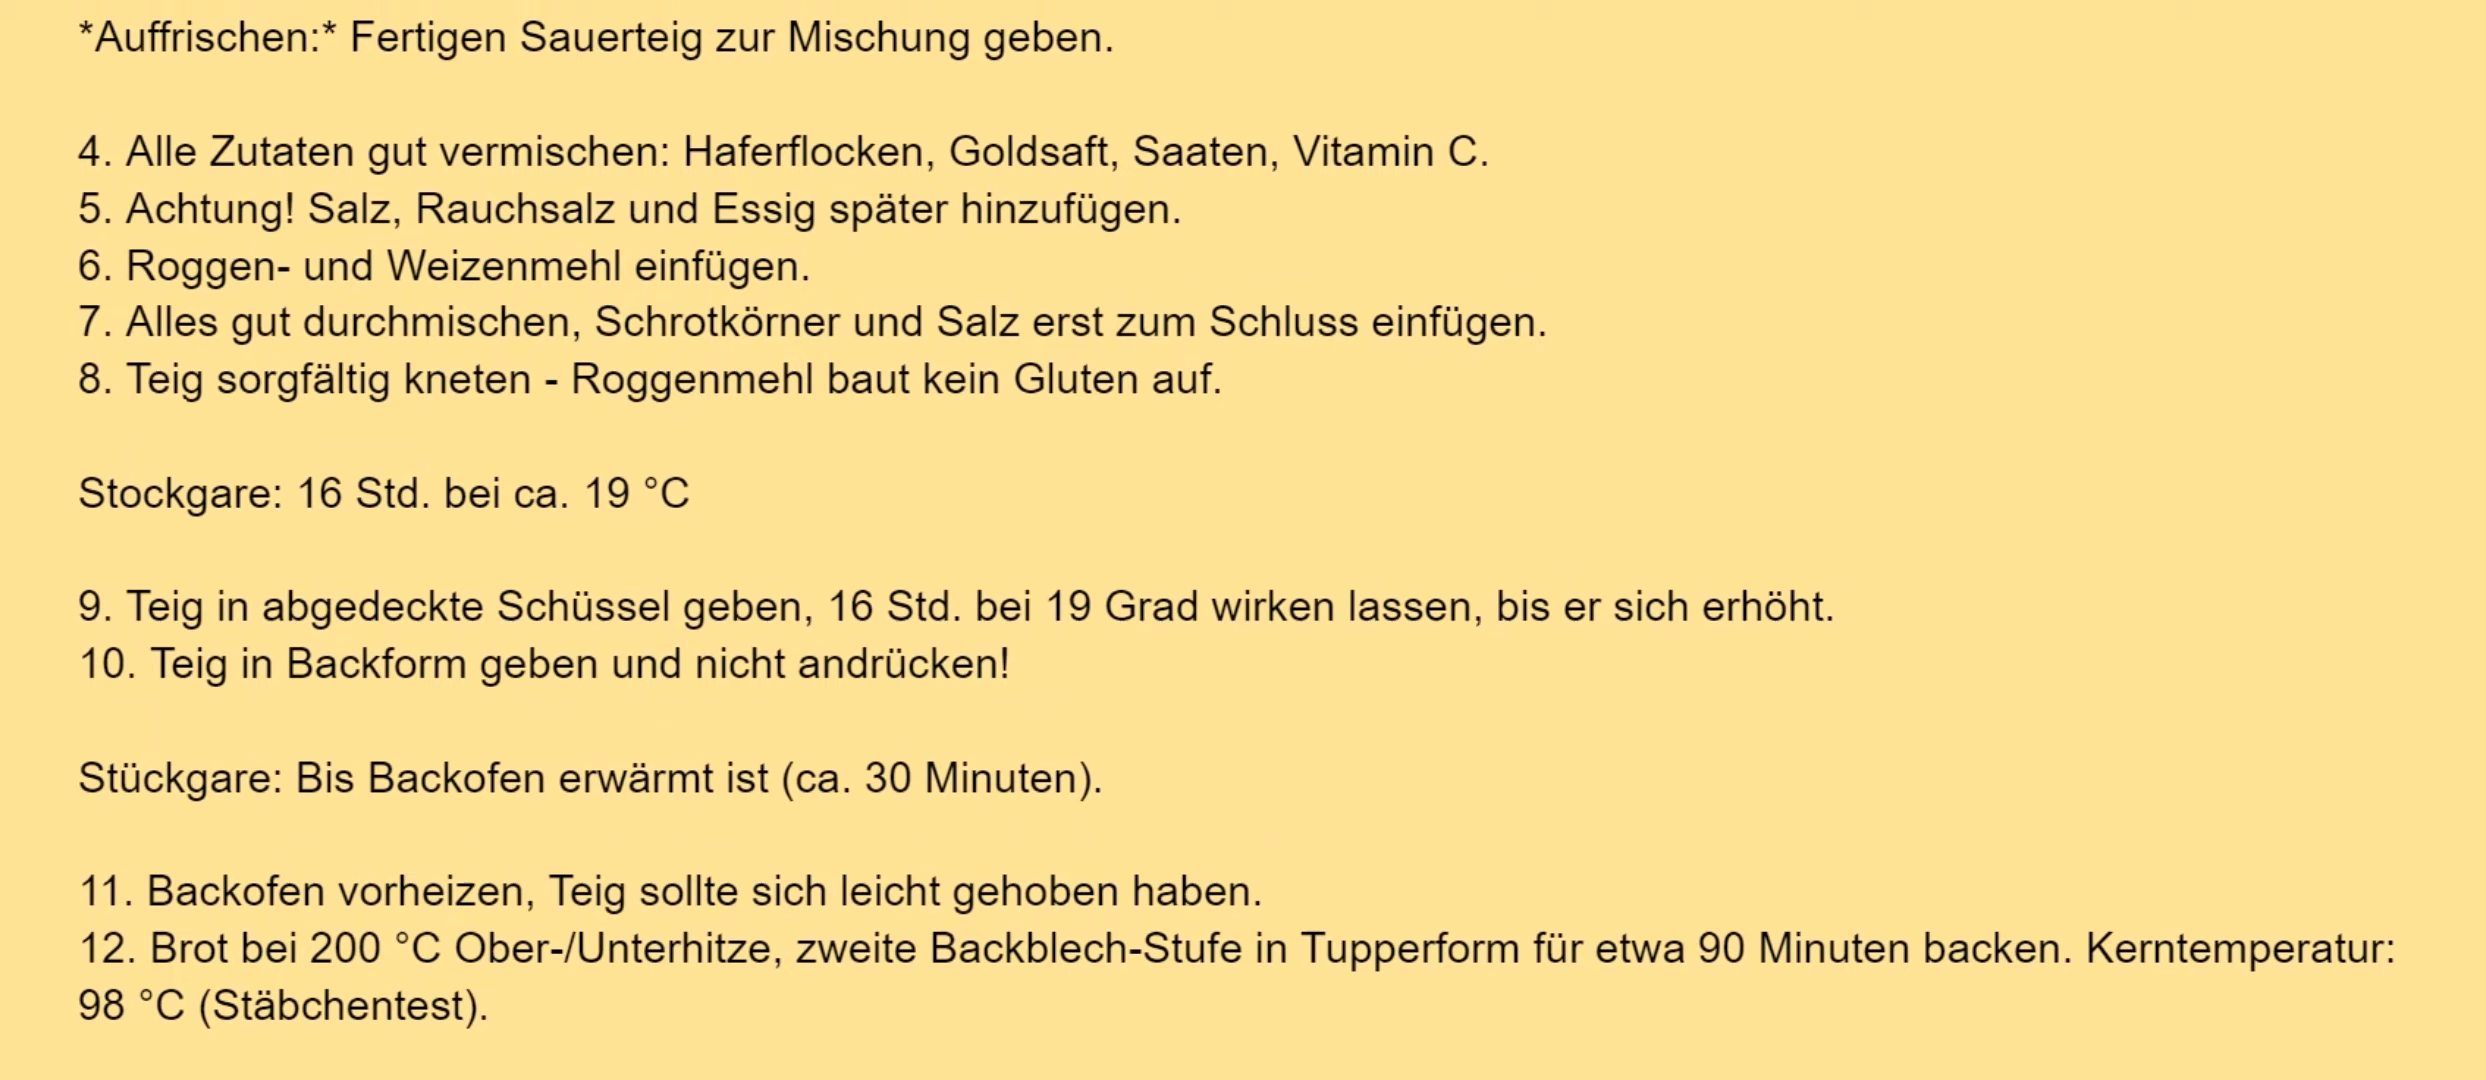 *Auffrischen:* Fertigen Sauerteig zur Mischung geben.
4. Alle Zutaten gut vermischen: Haferflocken, Goldsaft, Saaten, Vitamin C.
5. Achtung! Salz, Rauchsalz und Essig später hinzufügen.
6. Roggen- und Weizenmehl einfügen.
7. Alles gut durchmischen, Schrotkörner und Salz erst zum Schluss einfügen.
8. Teig sorgfältig kneten - Roggenmehl baut kein Gluten auf.
Stockgare: 16 Std. bei ca. 19 °C
9. Teig in abgedeckte Schüssel geben, 16 Std. bei 19 Grad wirken lassen, bis er sich erhöht.
10. Teig in Backform geben und nicht andrücken!
Stückgare: Bis Backofen erwärmt ist (ca. 30 Minuten).
11. Backofen vorheizen, Teig sollte sich leicht gehoben haben.
12. Brot bei 200 °C Ober-/Unterhitze, zweite Backblech-Stufe in Tupperform für etwa 90 Minuten backen. Kerntemperatur:
98 °C (Stäbchentest).